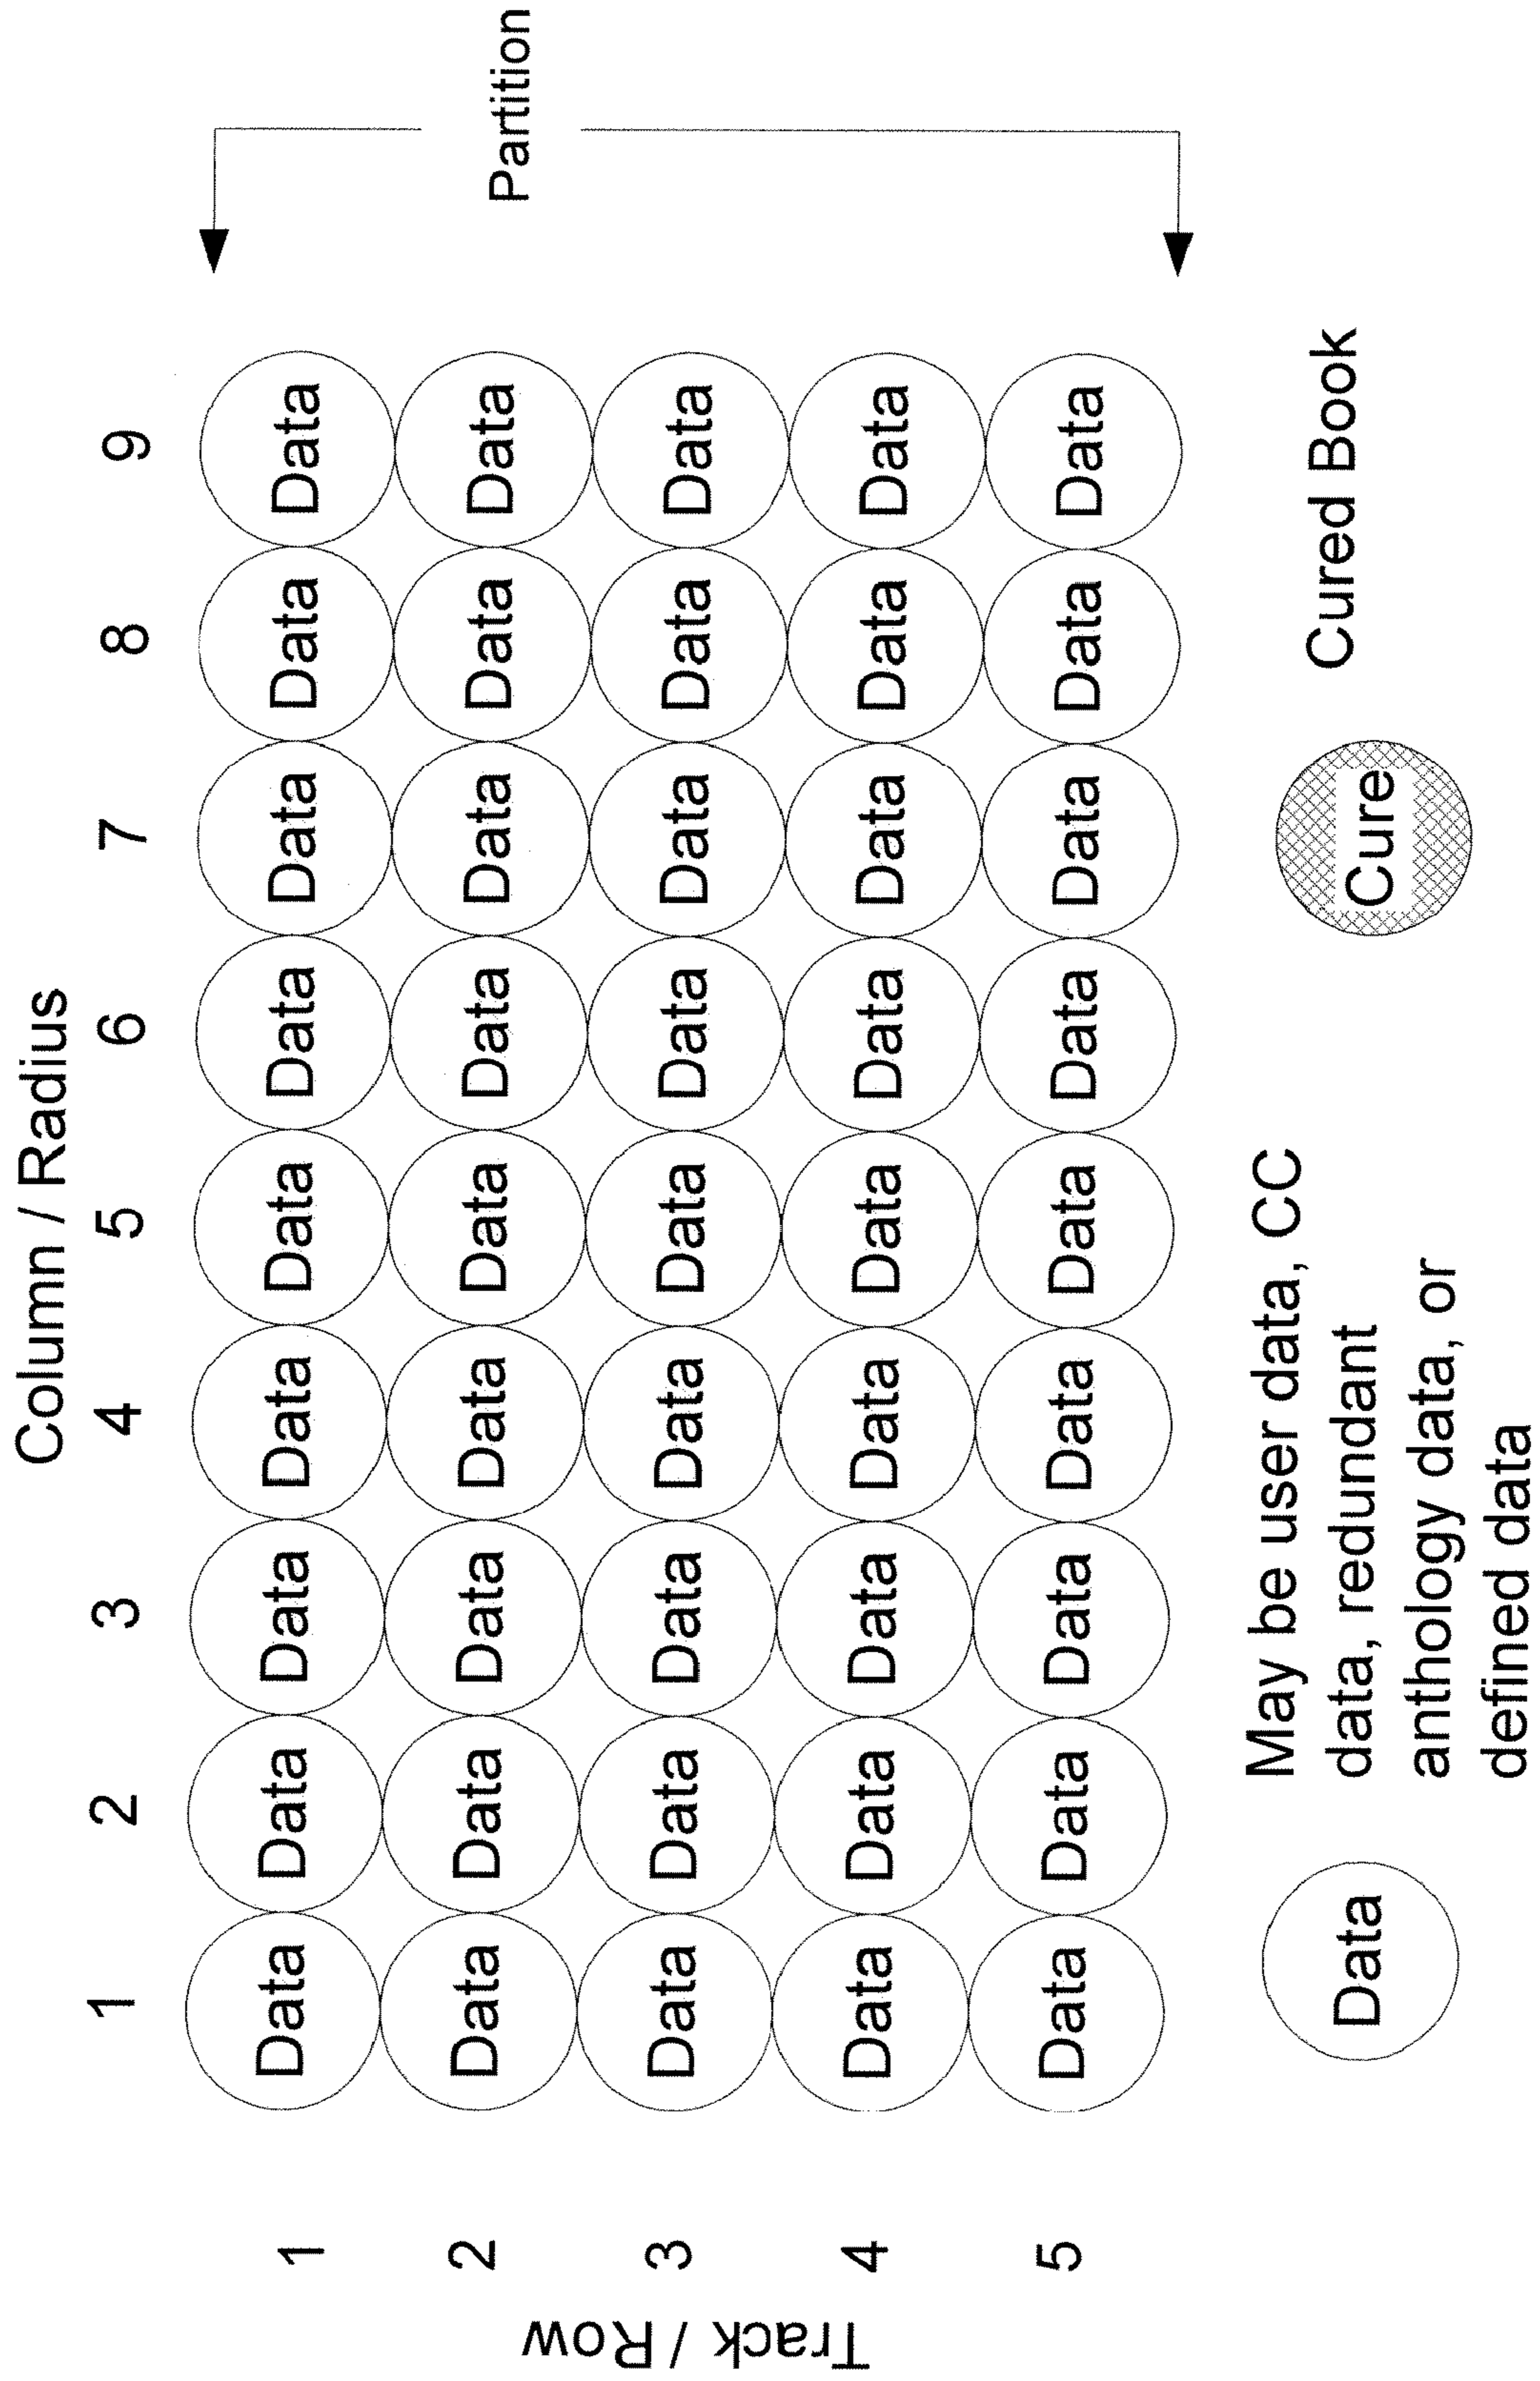 Column / Radius
1 2 3 4 5 6 7 8 9
Track / Row
1 Data Data Data Data Data Data Data Data Data
2 Data Data Data Data Data Data Data Data Data
3 Data Data Data Data Data Data Data Data Data
4 Data Data Data Data Data Data Data Data Data
5 Data Data Data Data Data Data Data Data Data
Partition
Data
May be user data, CC
data, redundant
anthology data, or
defined data
Cure
Cured Book